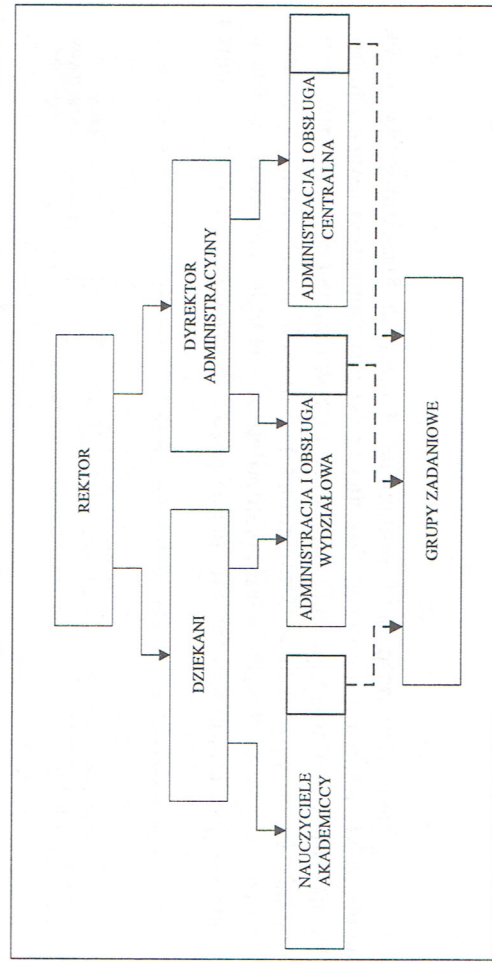 REKTOR
DZIEKANI
DYREKTOR
ADMINISTRACYJNY
NAUCZYCIELE
AKADEMICCY
ADMINISTRACJA I OBSŁUGA
WYDZIAŁOWA
ADMINISTRACJA I OBSŁUGA
CENTRALNA
GRUPY ZADANIOWE